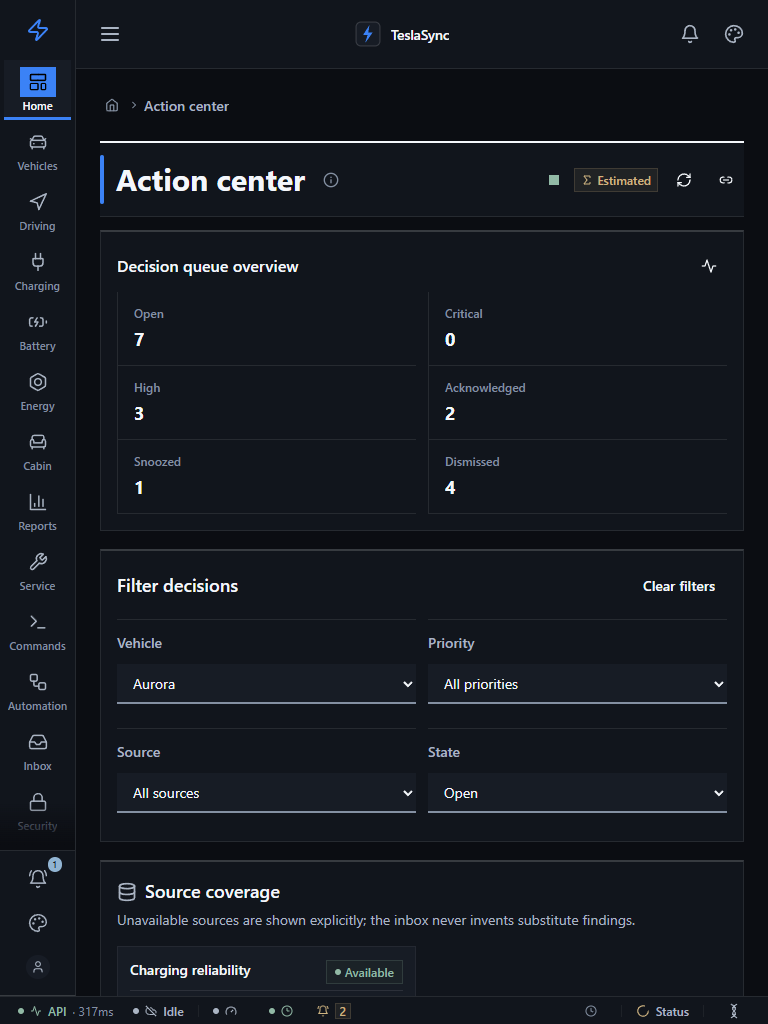 TeslaSync
Home
Vehicles
Driving
Charging
Battery
Energy
Cabin
Reports
Service
Commands
Automation
Inbox
Security
1
Action center
Action center
Σ Estimated
Decision queue overview
Open
7
Critical
0
High
3
Acknowledged
2
Snoozed
1
Dismissed
4
Filter decisions
Clear filters
Vehicle
Aurora
Priority
All priorities
Source
All sources
State
Open
Source coverage
Unavailable sources are shown explicitly; the inbox never invents substitute findings.
Charging reliability
Available
API · 317ms
Idle
2
Status